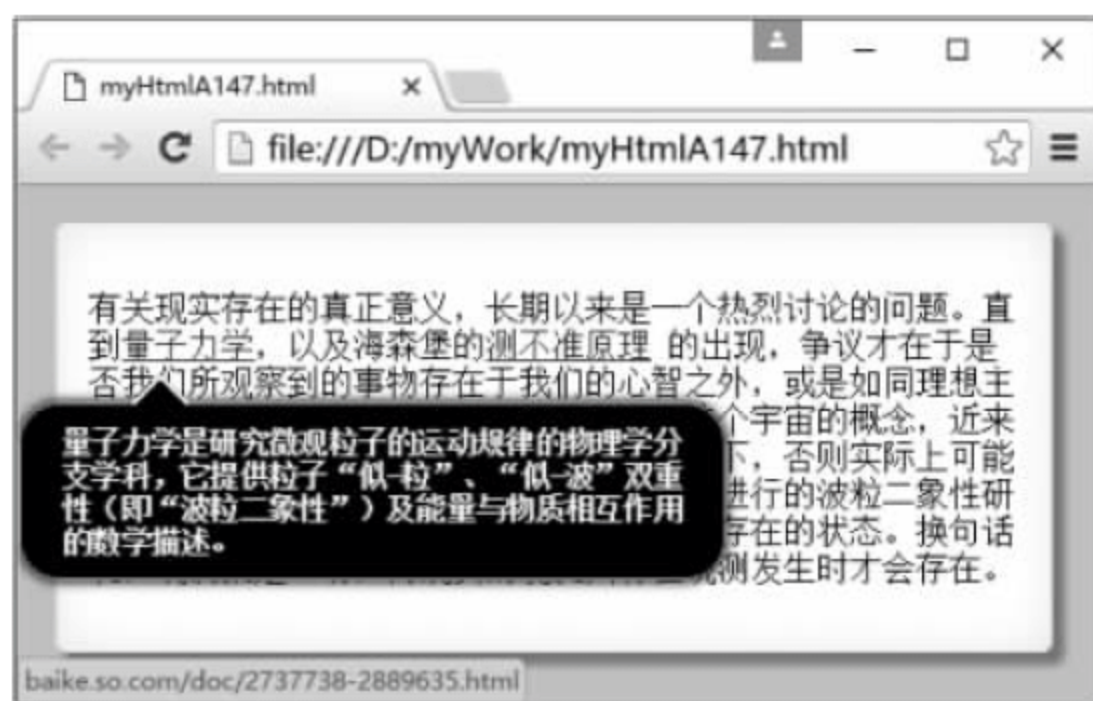 myHtmlA147.html
file:///D:/myWork/myHtmlA147.html
有关现实存在的真正意义，长期以来是一个热烈讨论的问题。直
到量子力学，以及海森堡的测不准原理 的出现，争议才在于是
否我们所观察到的事物存在于我们的心智之外，或是如同理想主
个宇宙的概念，近来
下，否则实际上可能
进行的波粒二象性研
存在的状态。换句话
观测发生时才会存在。
量子力学是研究微观粒子的运动规律的物理学分
支学科，它提供粒子“似-粒”、“似-波”双重
性（即“波粒二象性”）及能量与物质相互作用
的数学描述。
baike.so.com/doc/2737738-2889635.html